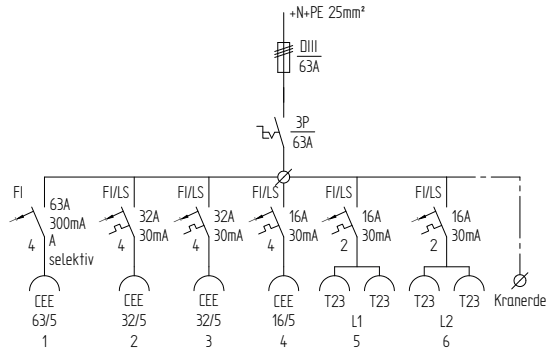 +N+PE 25mm²
DIII
63A
3P
63A
FI
63A
300mA
A
selektiv
4
CEE
63/5
1
FI/LS
32A
30mA
4
CEE
32/5
2
FI/LS
32A
30mA
4
CEE
32/5
3
FI/LS
16A
30mA
4
CEE
16/5
4
FI/LS
16A
30mA
2
T23 T23
L1
5
FI/LS
16A
30mA
2
T23 T23
L2
6
Kranerde